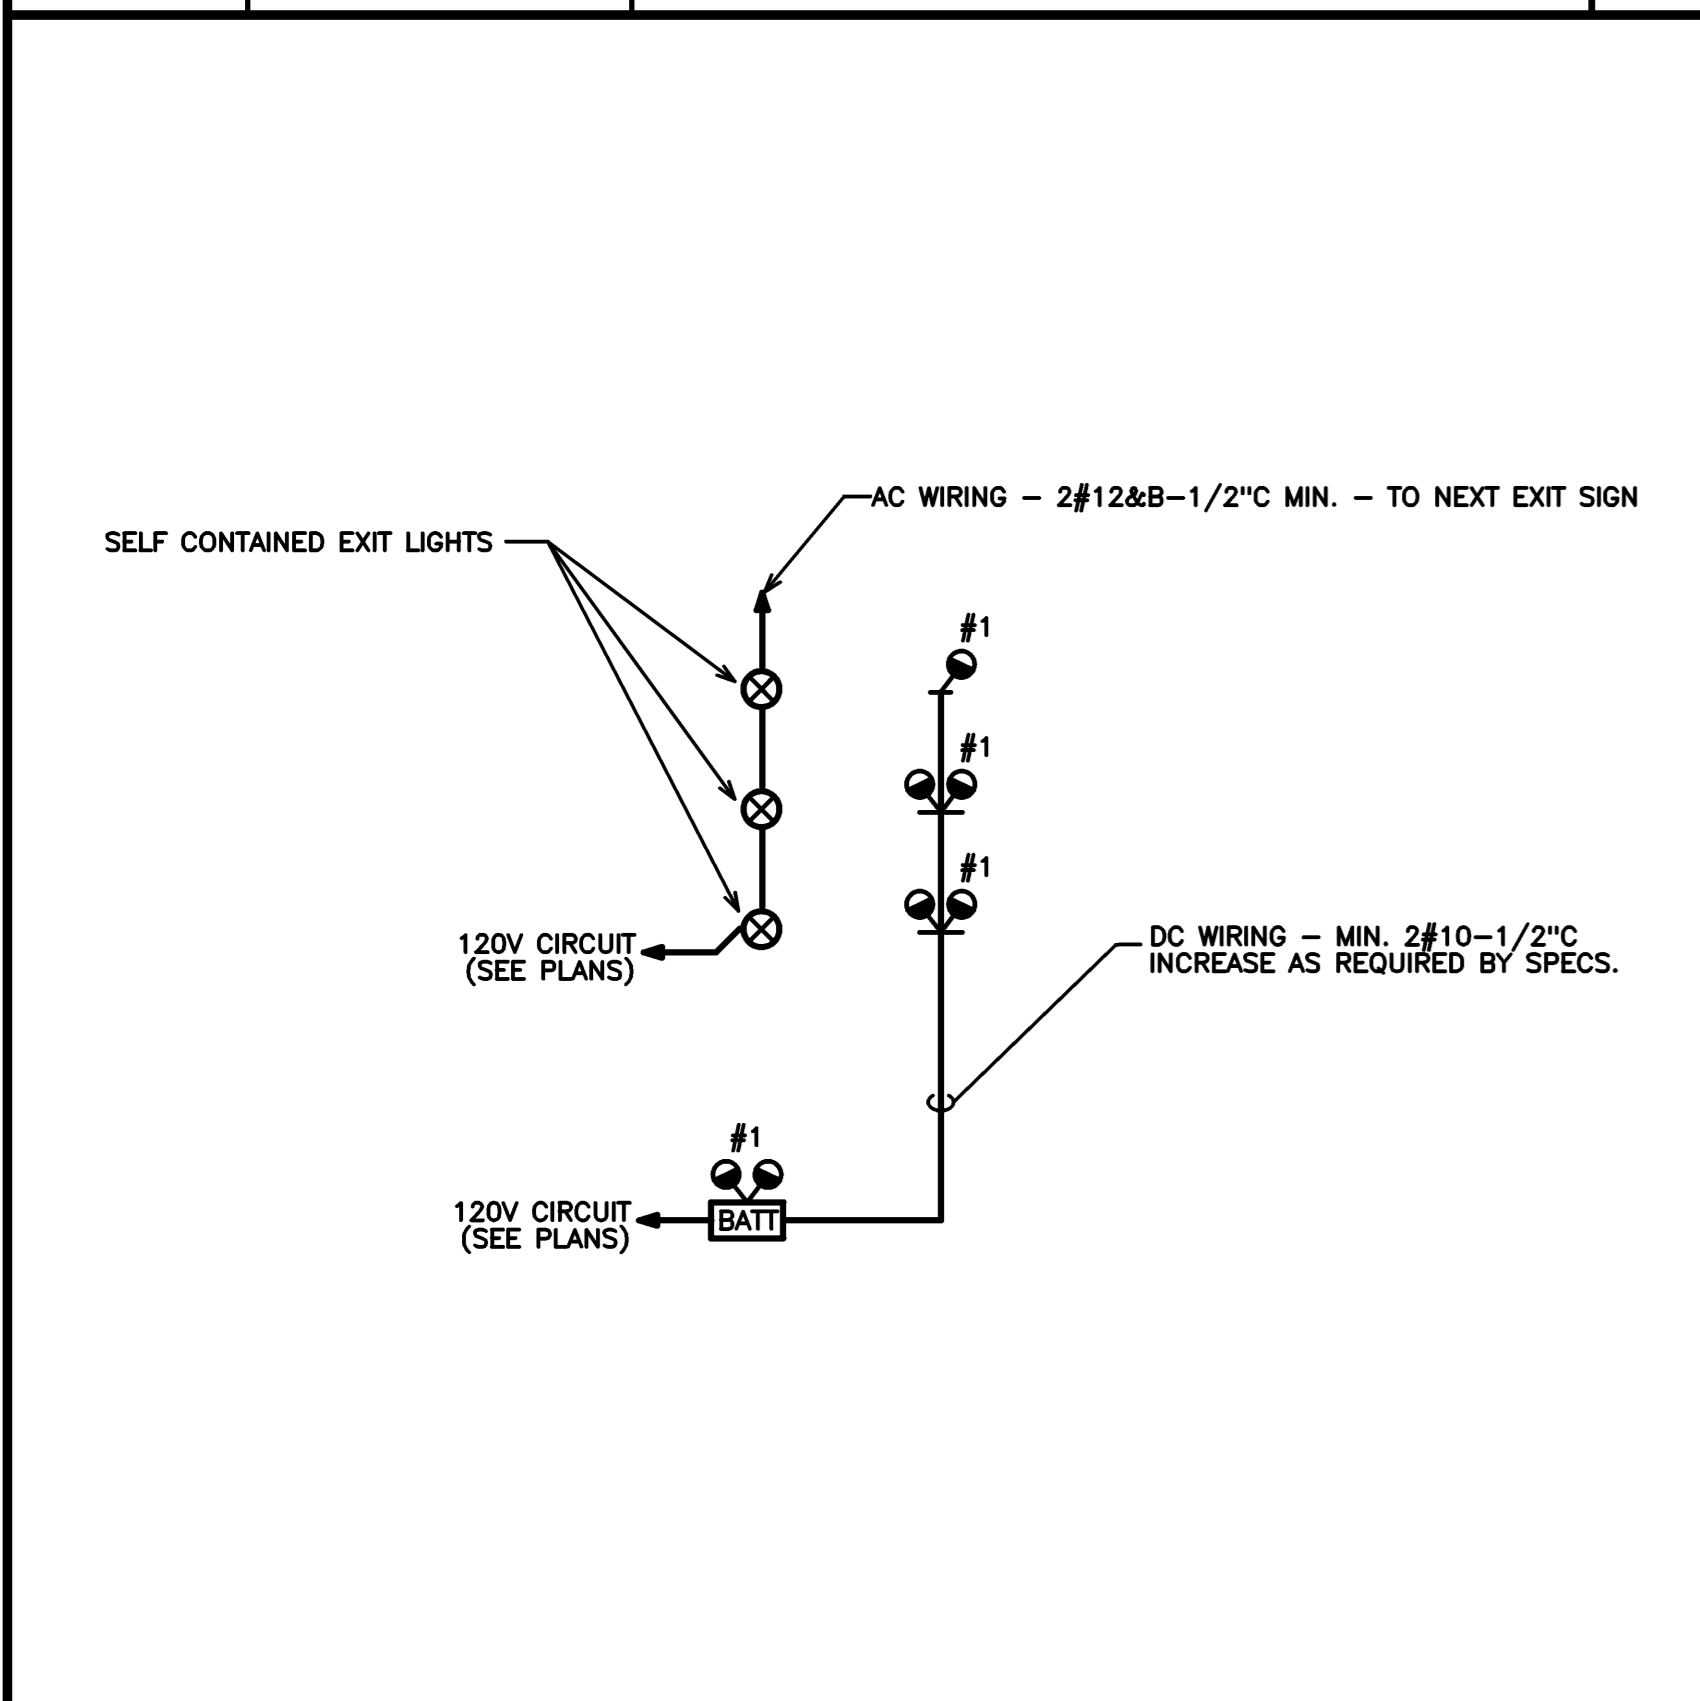 AC WIRING - 2#12&B-1/2"C MIN. - TO NEXT EXIT SIGN
SELF CONTAINED EXIT LIGHTS
#1
#1
#1
120V CIRCUIT
(SEE PLANS)
DC WIRING - MIN. 2#10-1/2"C
INCREASE AS REQUIRED BY SPECS.
#1
120V CIRCUIT
(SEE PLANS)
BATT